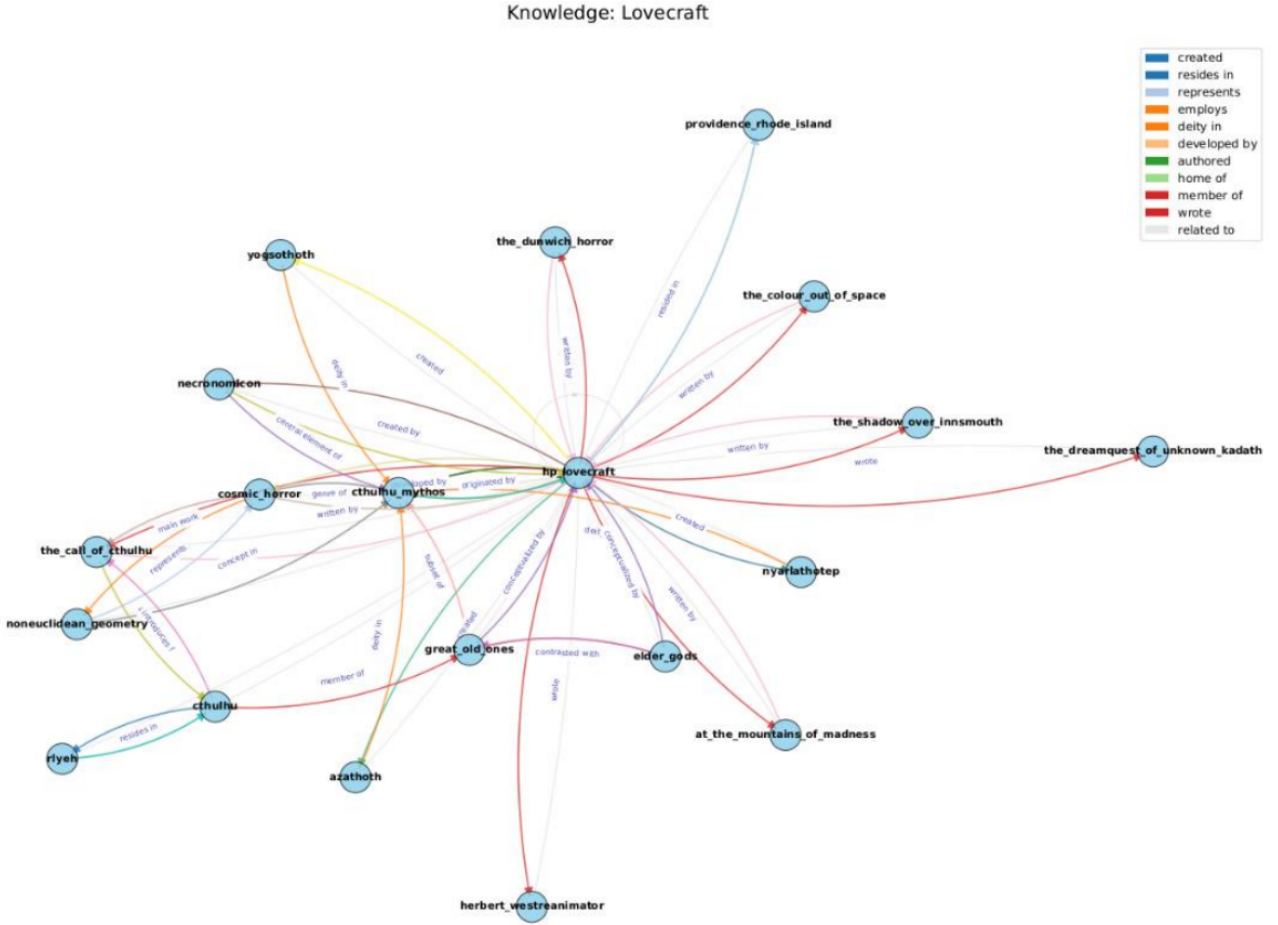 Knowledge: Lovecraft
created
resides in
represents
employs
deity in
developed by
authored
home of
member of
wrote
related to
providence_rhode_island
the_dunwich_horror
yogsothoth
resided in
the_colour_out_of_space
written by
created
deity in
necronomicon
written by
created by
central element of
the_shadow_over_innsmouth
written by
wrote
the_dreamquest_of_unknown_kadath
hp_lovecraft
cosmic_horror
genre of
cthulhu_mythos
originated by
written by
main work
created
the_call_of_cthulhu
represents
concept in
conceptualized by
conceptualized by
subset of
nyarlathotep
written by
noneuclidean_geometry
introduces
deity in
great_old_ones
contrasted with
elder_gods
member of
wrote
cthulhu
resides in
at_the_mountains_of_madness
rlyeh
azathoth
herbert_westreanimator